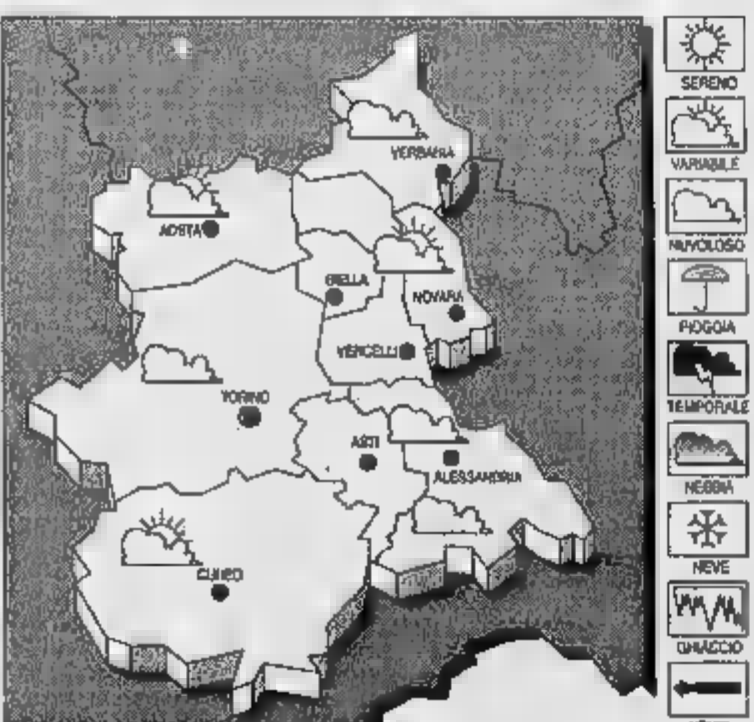 VERBANIA
AOSTA
BIELLA
NOVARA
VERCELLI
TORINO
ASTI
ALESSANDRIA
CUNEO
SERENO
VARIABILE
NUVOLOSO
PIOGGIA
TEMPORALE
NEBBIA
NEVE
GHIACCIO